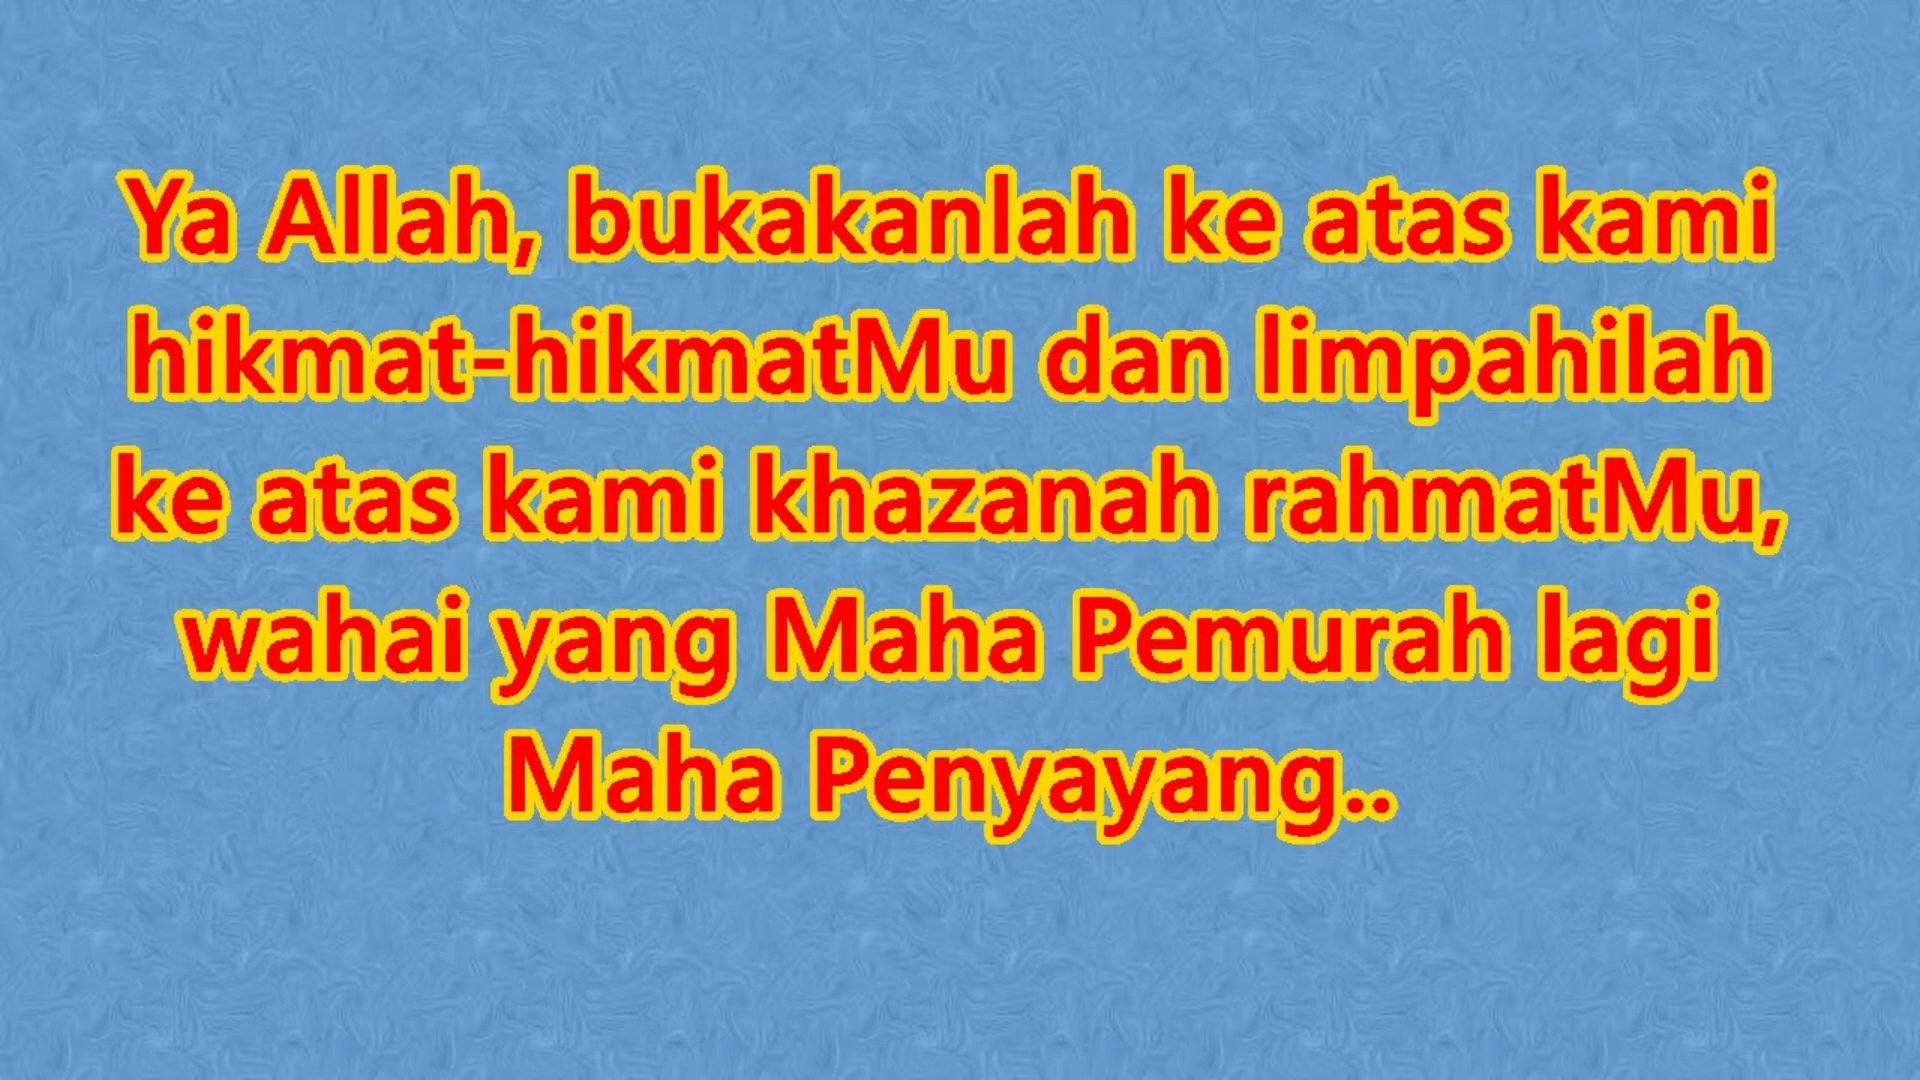 Ya Allah, bukakanlah ke atas kami
hikmat-hikmatMu dan limpahilah
ke atas kami khazanah rahmatMu,
wahai yang Maha Pemurah lagi
Maha Penyayang..